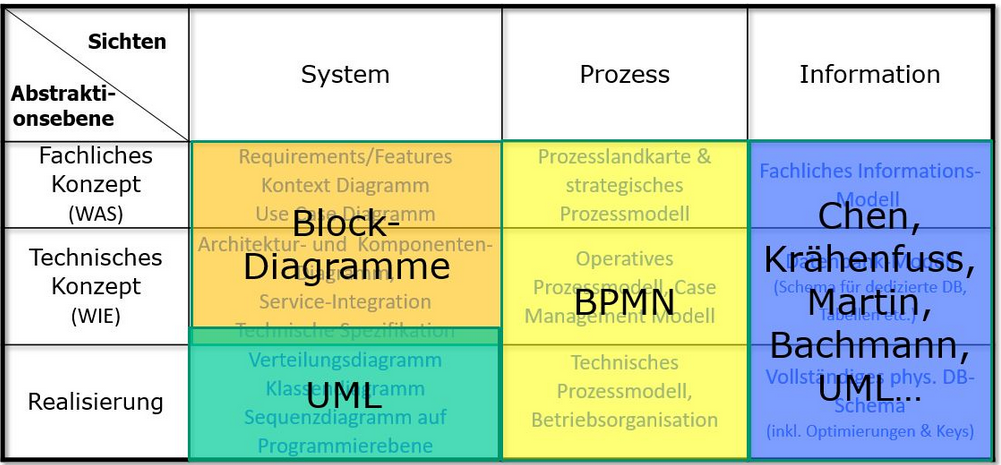 Sichten
Abstrakti-
onsebene
System
Prozess
Information
Fachliches
Konzept
(WAS)
Requirements/Features
Kontext Diagramm
Use Case Diagramm
Prozesslandkarte &
strategisches
Prozessmodell
Fachliches Informations-
Modell
Technisches
Konzept
(WIE)
Architektur- und Komponenten-
Diagramm,
Service-Integration
Technische Spezifikation
Operatives
Prozessmodell, Case
Management Modell
(Schema für dedizierte DB,
Tabellen etc.)
Realisierung
Verteilungsdiagramm
Klassendiagramm
Sequenzdiagramm auf
Programmierebene
Technisches
Prozessmodell,
Betriebsorganisation
Vollständiges phys. DB-
Schema
(inkl. Optimierungen & Keys)
Block-
Diagramme
UML
BPMN
Chen,
Krähenfuss,
Martin,
Bachmann,
UML...